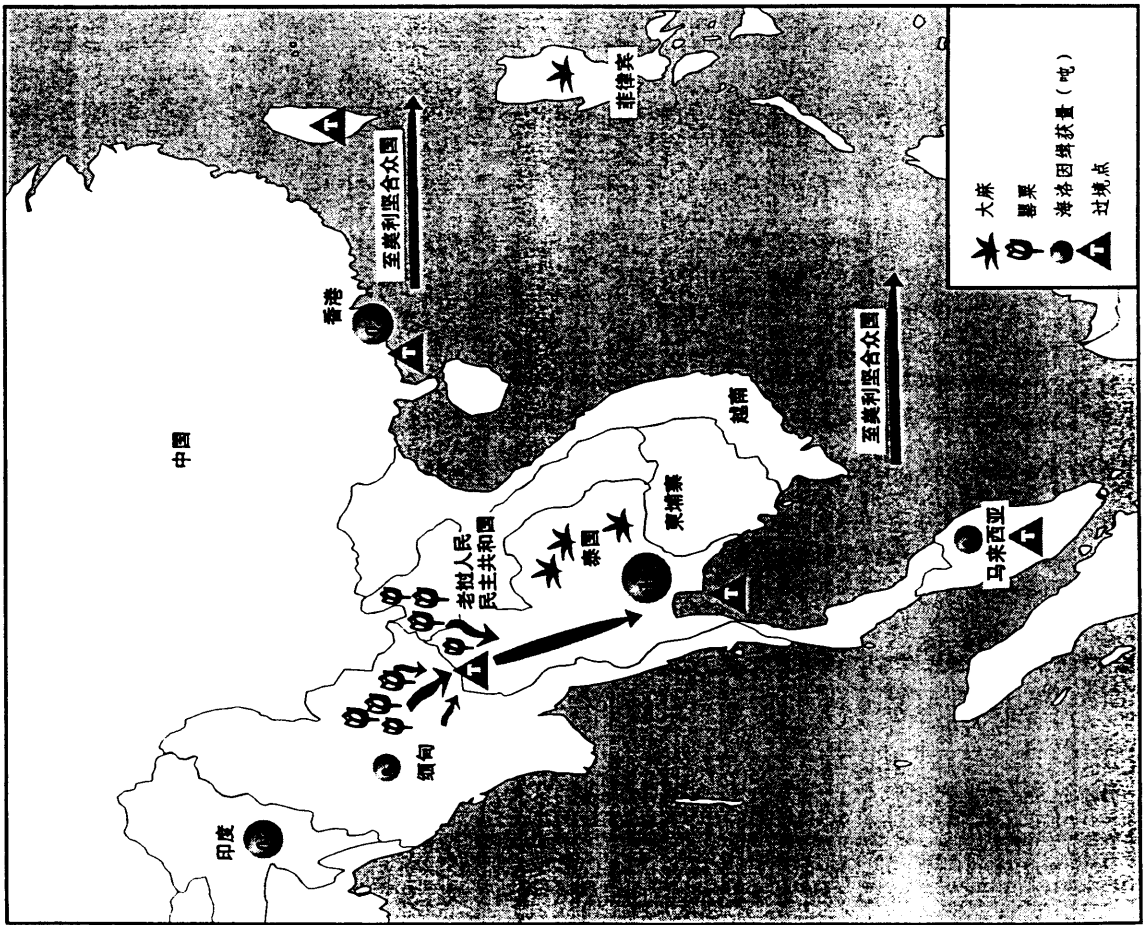 中国
香港
至美利坚合众国
T
T
菲律宾
印度
缅甸
老挝人民
民主共和国
T
泰国
T
柬埔寨
越南
至美利坚合众国
马来西亚
T
大麻
罂粟
海洛因缉获量(吨)
T
过境点